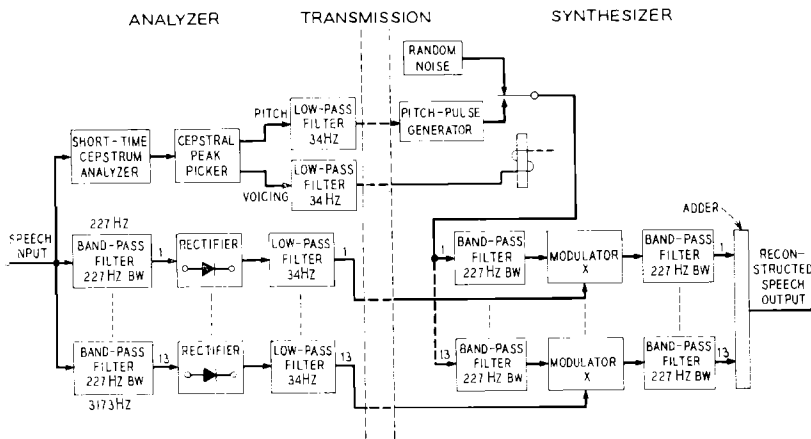 ANALYZER
TRANSMISSION
SYNTHESIZER
RANDOM
NOISE
PITCH
LOW-PASS
FILTER
34HZ
PITCH-PULSE
GENERATOR
SHORT-TIME
CEPSTRUM
ANALYZER
CEPSTRAL
PEAK
PICKER
VOICING
LOW-PASS
FILTER
34HZ
SPEECH
INPUT
227 HZ
BAND-PASS
FILTER
227 HZ BW
1
RECTIFIER
LOW-PASS
FILTER
34HZ
1
1
BAND-PASS
FILTER
227 HZ BW
MODULATOR
X
BAND-PASS
FILTER
227 HZ BW
1
ADDER
RECON-
STRUCTED
SPEECH
OUTPUT
BAND-PASS
FILTER
227 HZ BW
3173HZ
13
RECTIFIER
LOW-PASS
FILTER
34HZ
13
13
BAND-PASS
FILTER
227 HZ BW
MODULATOR
X
BAND-PASS
FILTER
227 HZ BW
13